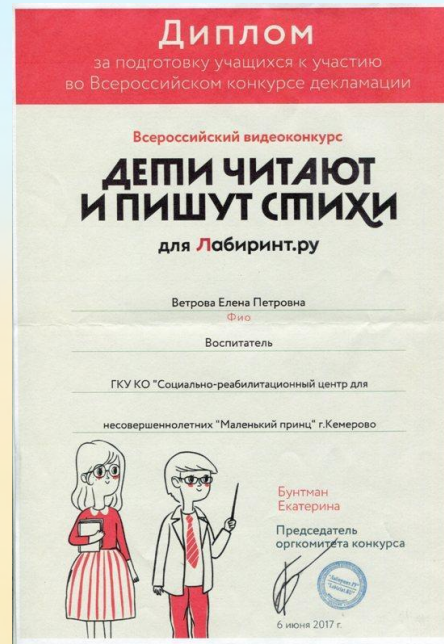 Диплом
за подготовку учащихся к участию
во Всероссийском конкурсе декламации
Всероссийский видеоконкурс
ДЕТИ ЧИТАЮТ
И ПИШУТ СТИХИ
для Лабиринт.ру
Ветрова Елена Петровна
Фио
Воспитатель
ГКУ КО "Социально-реабилитационный центр для
несовершеннолетних "Маленький принц" г.Кемерово
Бунтман
Екатерина
Председатель
оргкомитета конкурса
6 июня 2017 г.